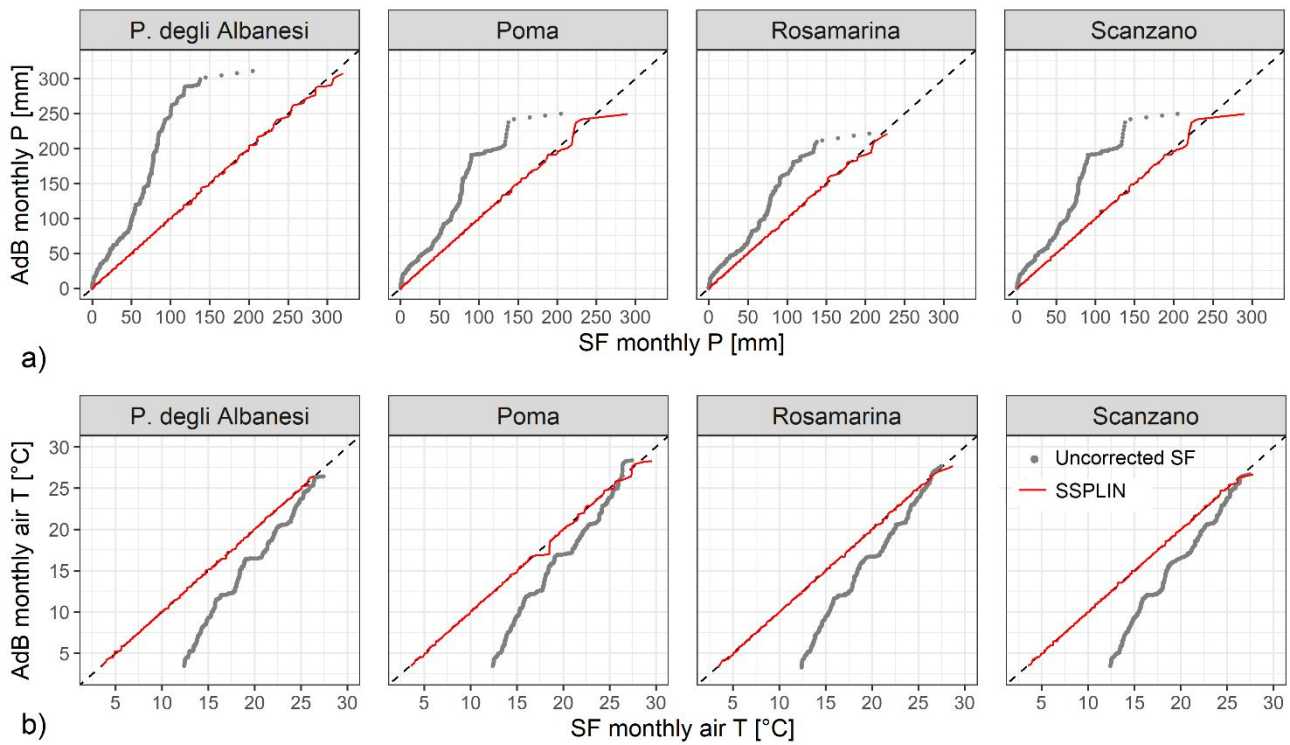 P. degli Albanesi Poma Rosamarina Scanzano
AdB monthly P [mm]
300
250
200
150
100
50
0
0 50 100 150 200 250 300 0 50 100 150 200 250 300 0 50 100 150 200 250 300 0 50 100 150 200 250 300
SF monthly P [mm]
a)
P. degli Albanesi Poma Rosamarina Scanzano
AdB monthly air T [°C]
30
25
20
15
10
5
Uncorrected SF
SSPLIN
5 10 15 20 25 30 5 10 15 20 25 30 5 10 15 20 25 30 5 10 15 20 25 30
SF monthly air T [°C]
b)